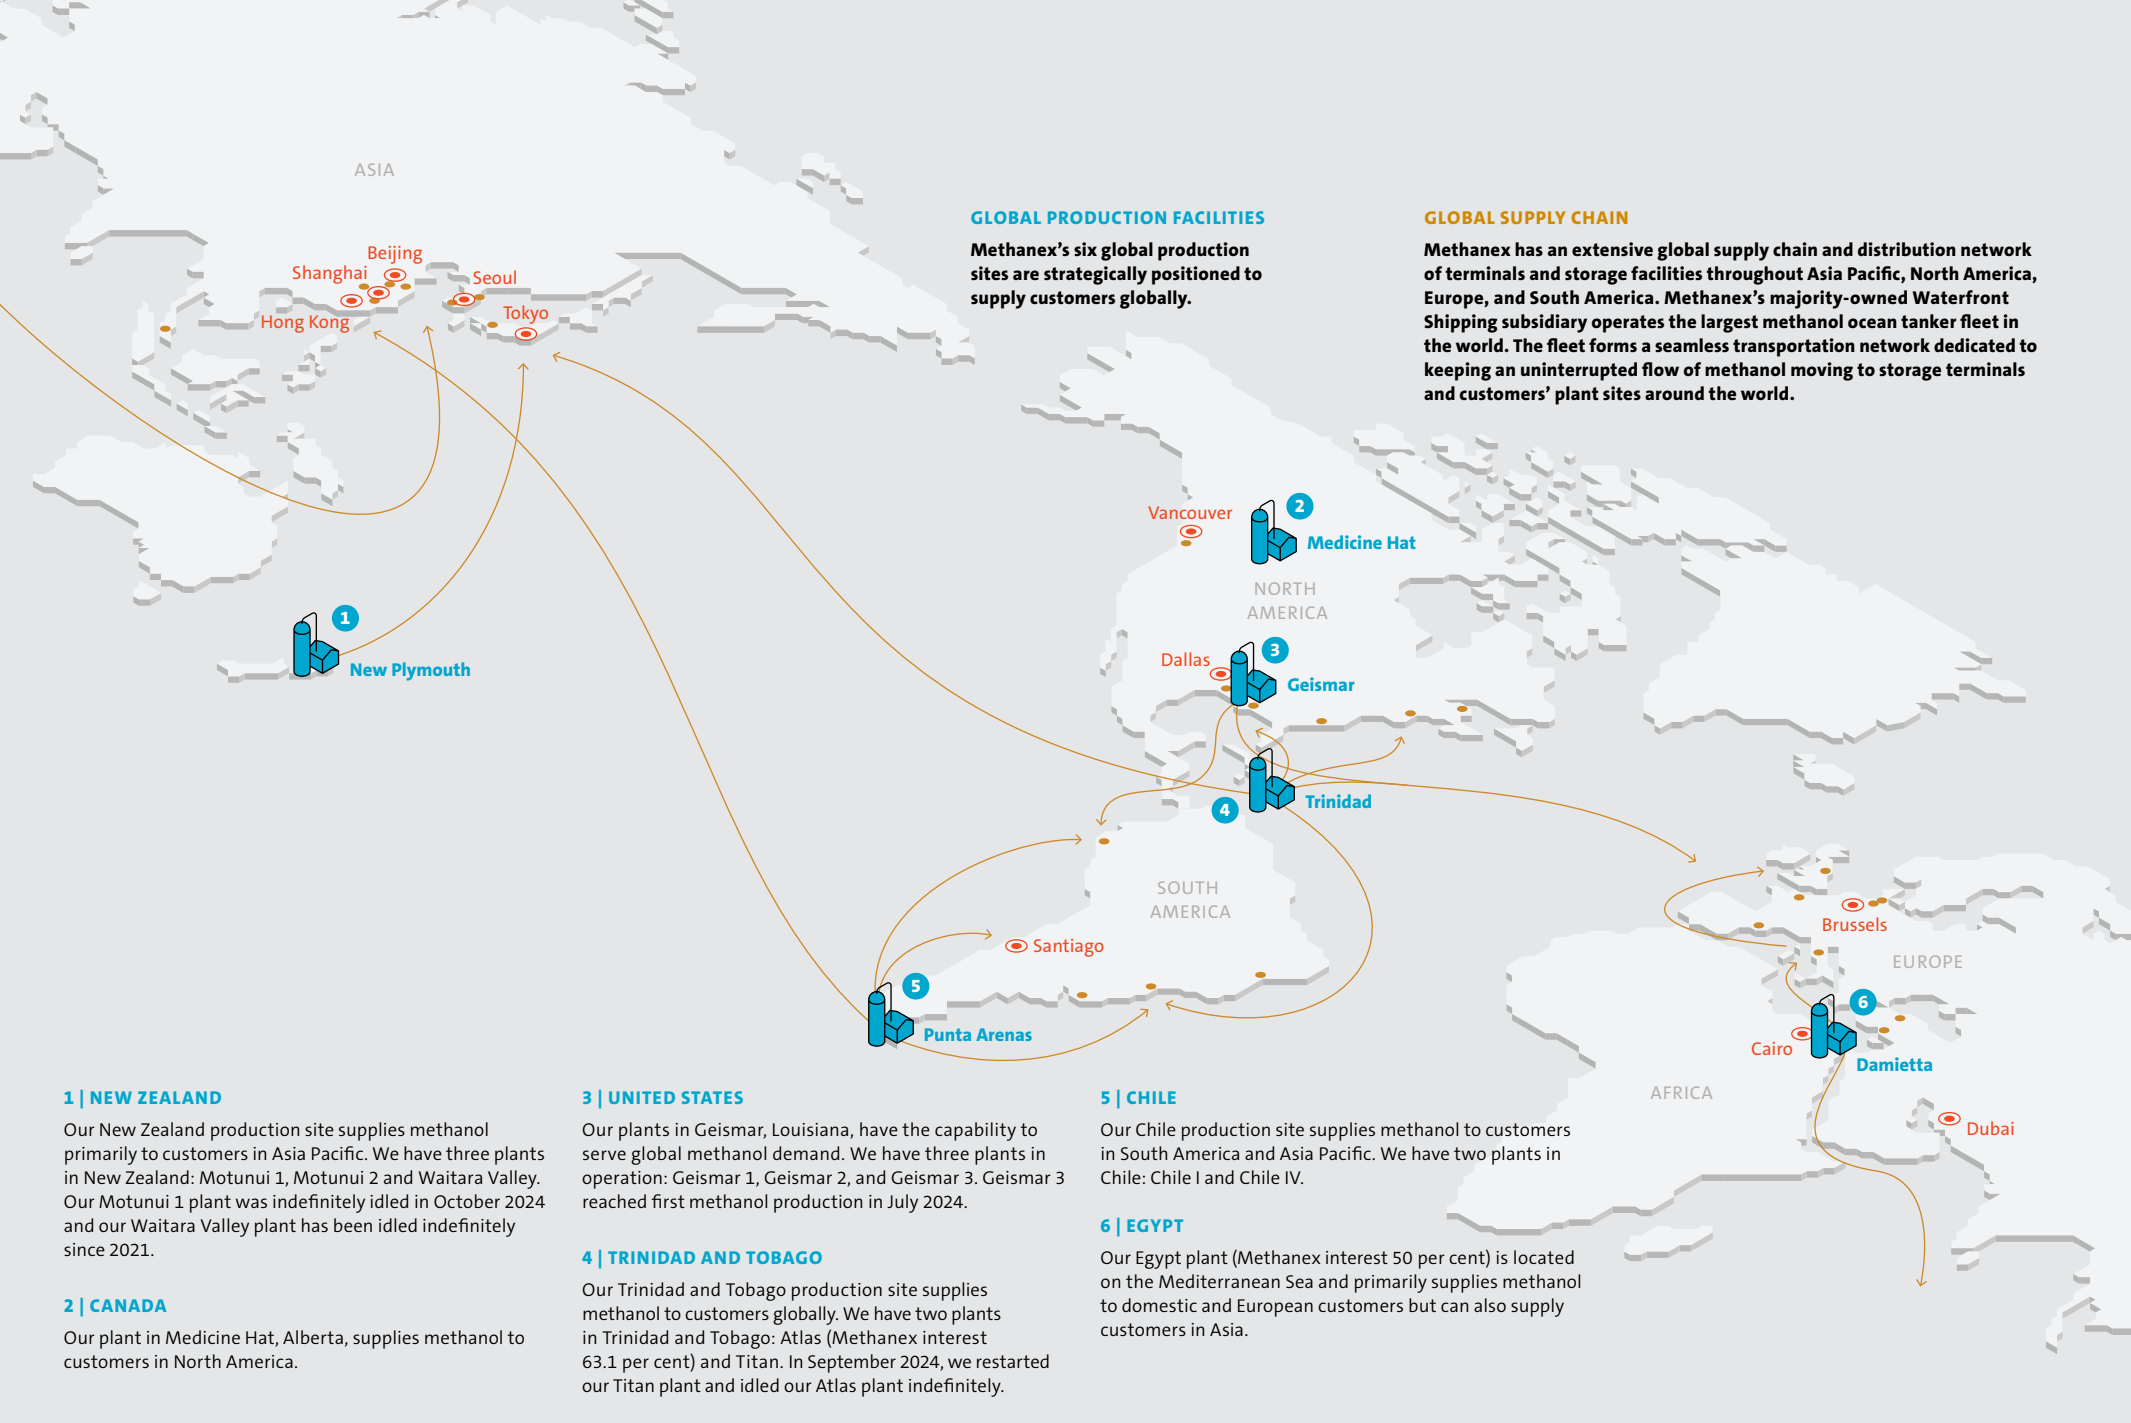 ASIA
Beijing
Shanghai
Seoul
Hong Kong
Tokyo
GLOBAL PRODUCTION FACILITIES
Methanex's six global production
sites are strategically positioned to
supply customers globally.
GLOBAL SUPPLY CHAIN
Methanex has an extensive global supply chain and distribution network
of terminals and storage facilities throughout Asia Pacific, North America,
Europe, and South America. Methanex's majority-owned Waterfront
Shipping subsidiary operates the largest methanol ocean tanker fleet in
the world. The fleet forms a seamless transportation network dedicated to
keeping an uninterrupted flow of methanol moving to storage terminals
and customers' plant sites around the world.
Vancouver
2
Medicine Hat
NORTH
AMERICA
1
New Plymouth
Dallas
3
Geismar
4
Trinidad
SOUTH
AMERICA
Santiago
5
Punta Arenas
Brussels
EUROPE
6
Cairo
Damietta
AFRICA
Dubai
1 | NEW ZEALAND
Our New Zealand production site supplies methanol
primarily to customers in Asia Pacific. We have three plants
in New Zealand: Motunui 1, Motunui 2 and Waitara Valley.
Our Motunui 1 plant was indefinitely idled in October 2024
and our Waitara Valley plant has been idled indefinitely
since 2021.
2 | CANADA
Our plant in Medicine Hat, Alberta, supplies methanol to
customers in North America.
3 | UNITED STATES
Our plants in Geismar, Louisiana, have the capability to
serve global methanol demand. We have three plants in
operation: Geismar 1, Geismar 2, and Geismar 3. Geismar 3
reached first methanol production in July 2024.
4 | TRINIDAD AND TOBAGO
Our Trinidad and Tobago production site supplies
methanol to customers globally. We have two plants
in Trinidad and Tobago: Atlas (Methanex interest
63.1 per cent) and Titan. In September 2024, we restarted
our Titan plant and idled our Atlas plant indefinitely.
5 | CHILE
Our Chile production site supplies methanol to customers
in South America and Asia Pacific. We have two plants in
Chile: Chile I and Chile IV.
6 | EGYPT
Our Egypt plant (Methanex interest 50 per cent) is located
on the Mediterranean Sea and primarily supplies methanol
to domestic and European customers but can also supply
customers in Asia.